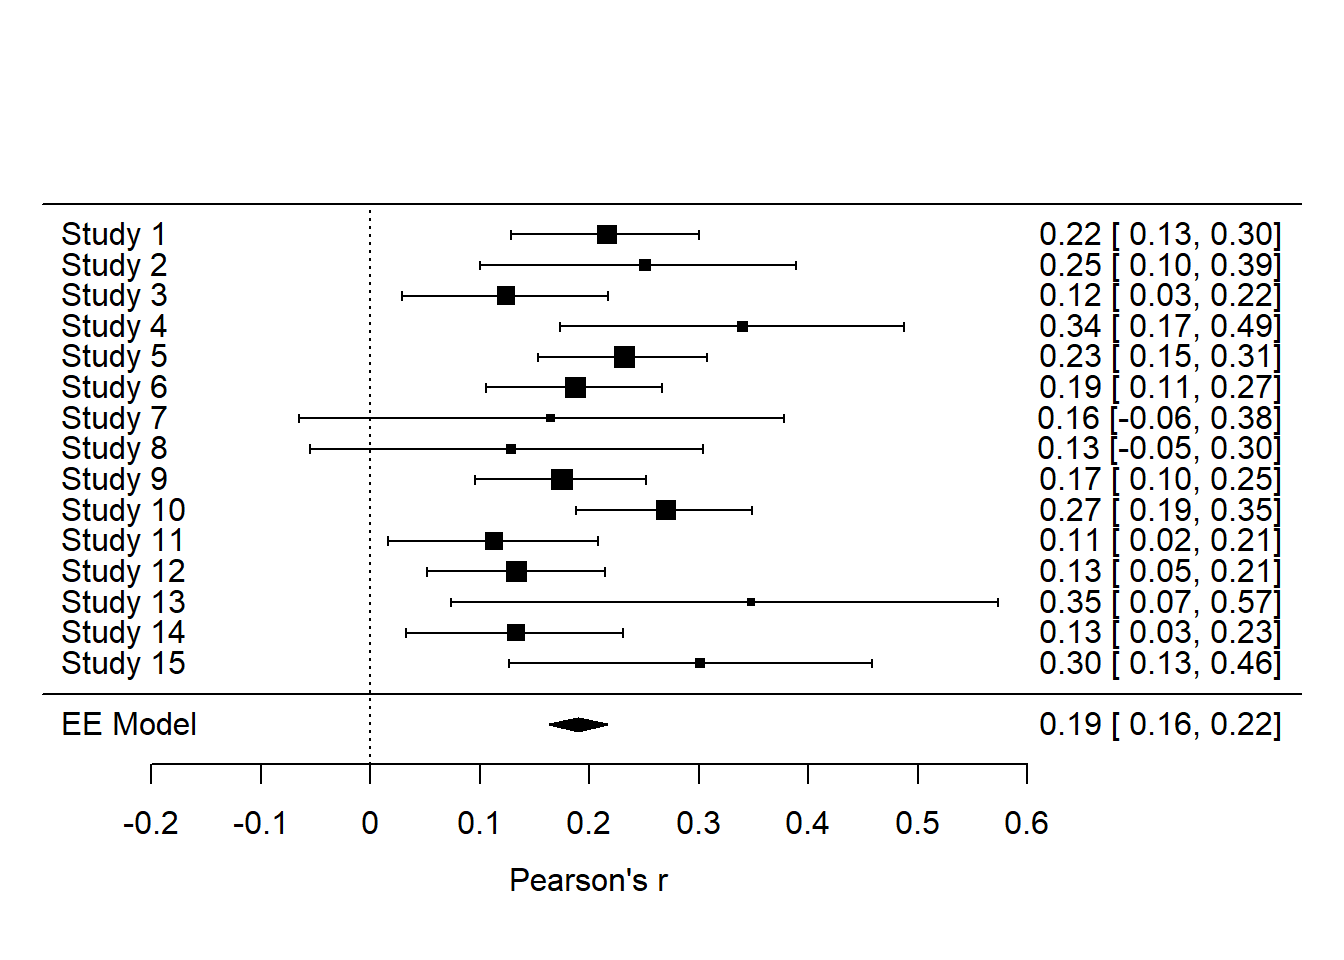 Study 1 0.22 [ 0.13, 0.30]
Study 2 0.25 [ 0.10, 0.39]
Study 3 0.12 [ 0.03, 0.22]
Study 4 0.34 [ 0.17, 0.49]
Study 5 0.23 [ 0.15, 0.31]
Study 6 0.19 [ 0.11, 0.27]
Study 7 0.16 [-0.06, 0.38]
Study 8 0.13 [-0.05, 0.30]
Study 9 0.17 [ 0.10, 0.25]
Study 10 0.27 [ 0.19, 0.35]
Study 11 0.11 [ 0.02, 0.21]
Study 12 0.13 [ 0.05, 0.21]
Study 13 0.35 [ 0.07, 0.57]
Study 14 0.13 [ 0.03, 0.23]
Study 15 0.30 [ 0.13, 0.46]
EE Model 0.19 [ 0.16, 0.22]
-0.2 -0.1 0 0.1 0.2 0.3 0.4 0.5 0.6
Pearson's r